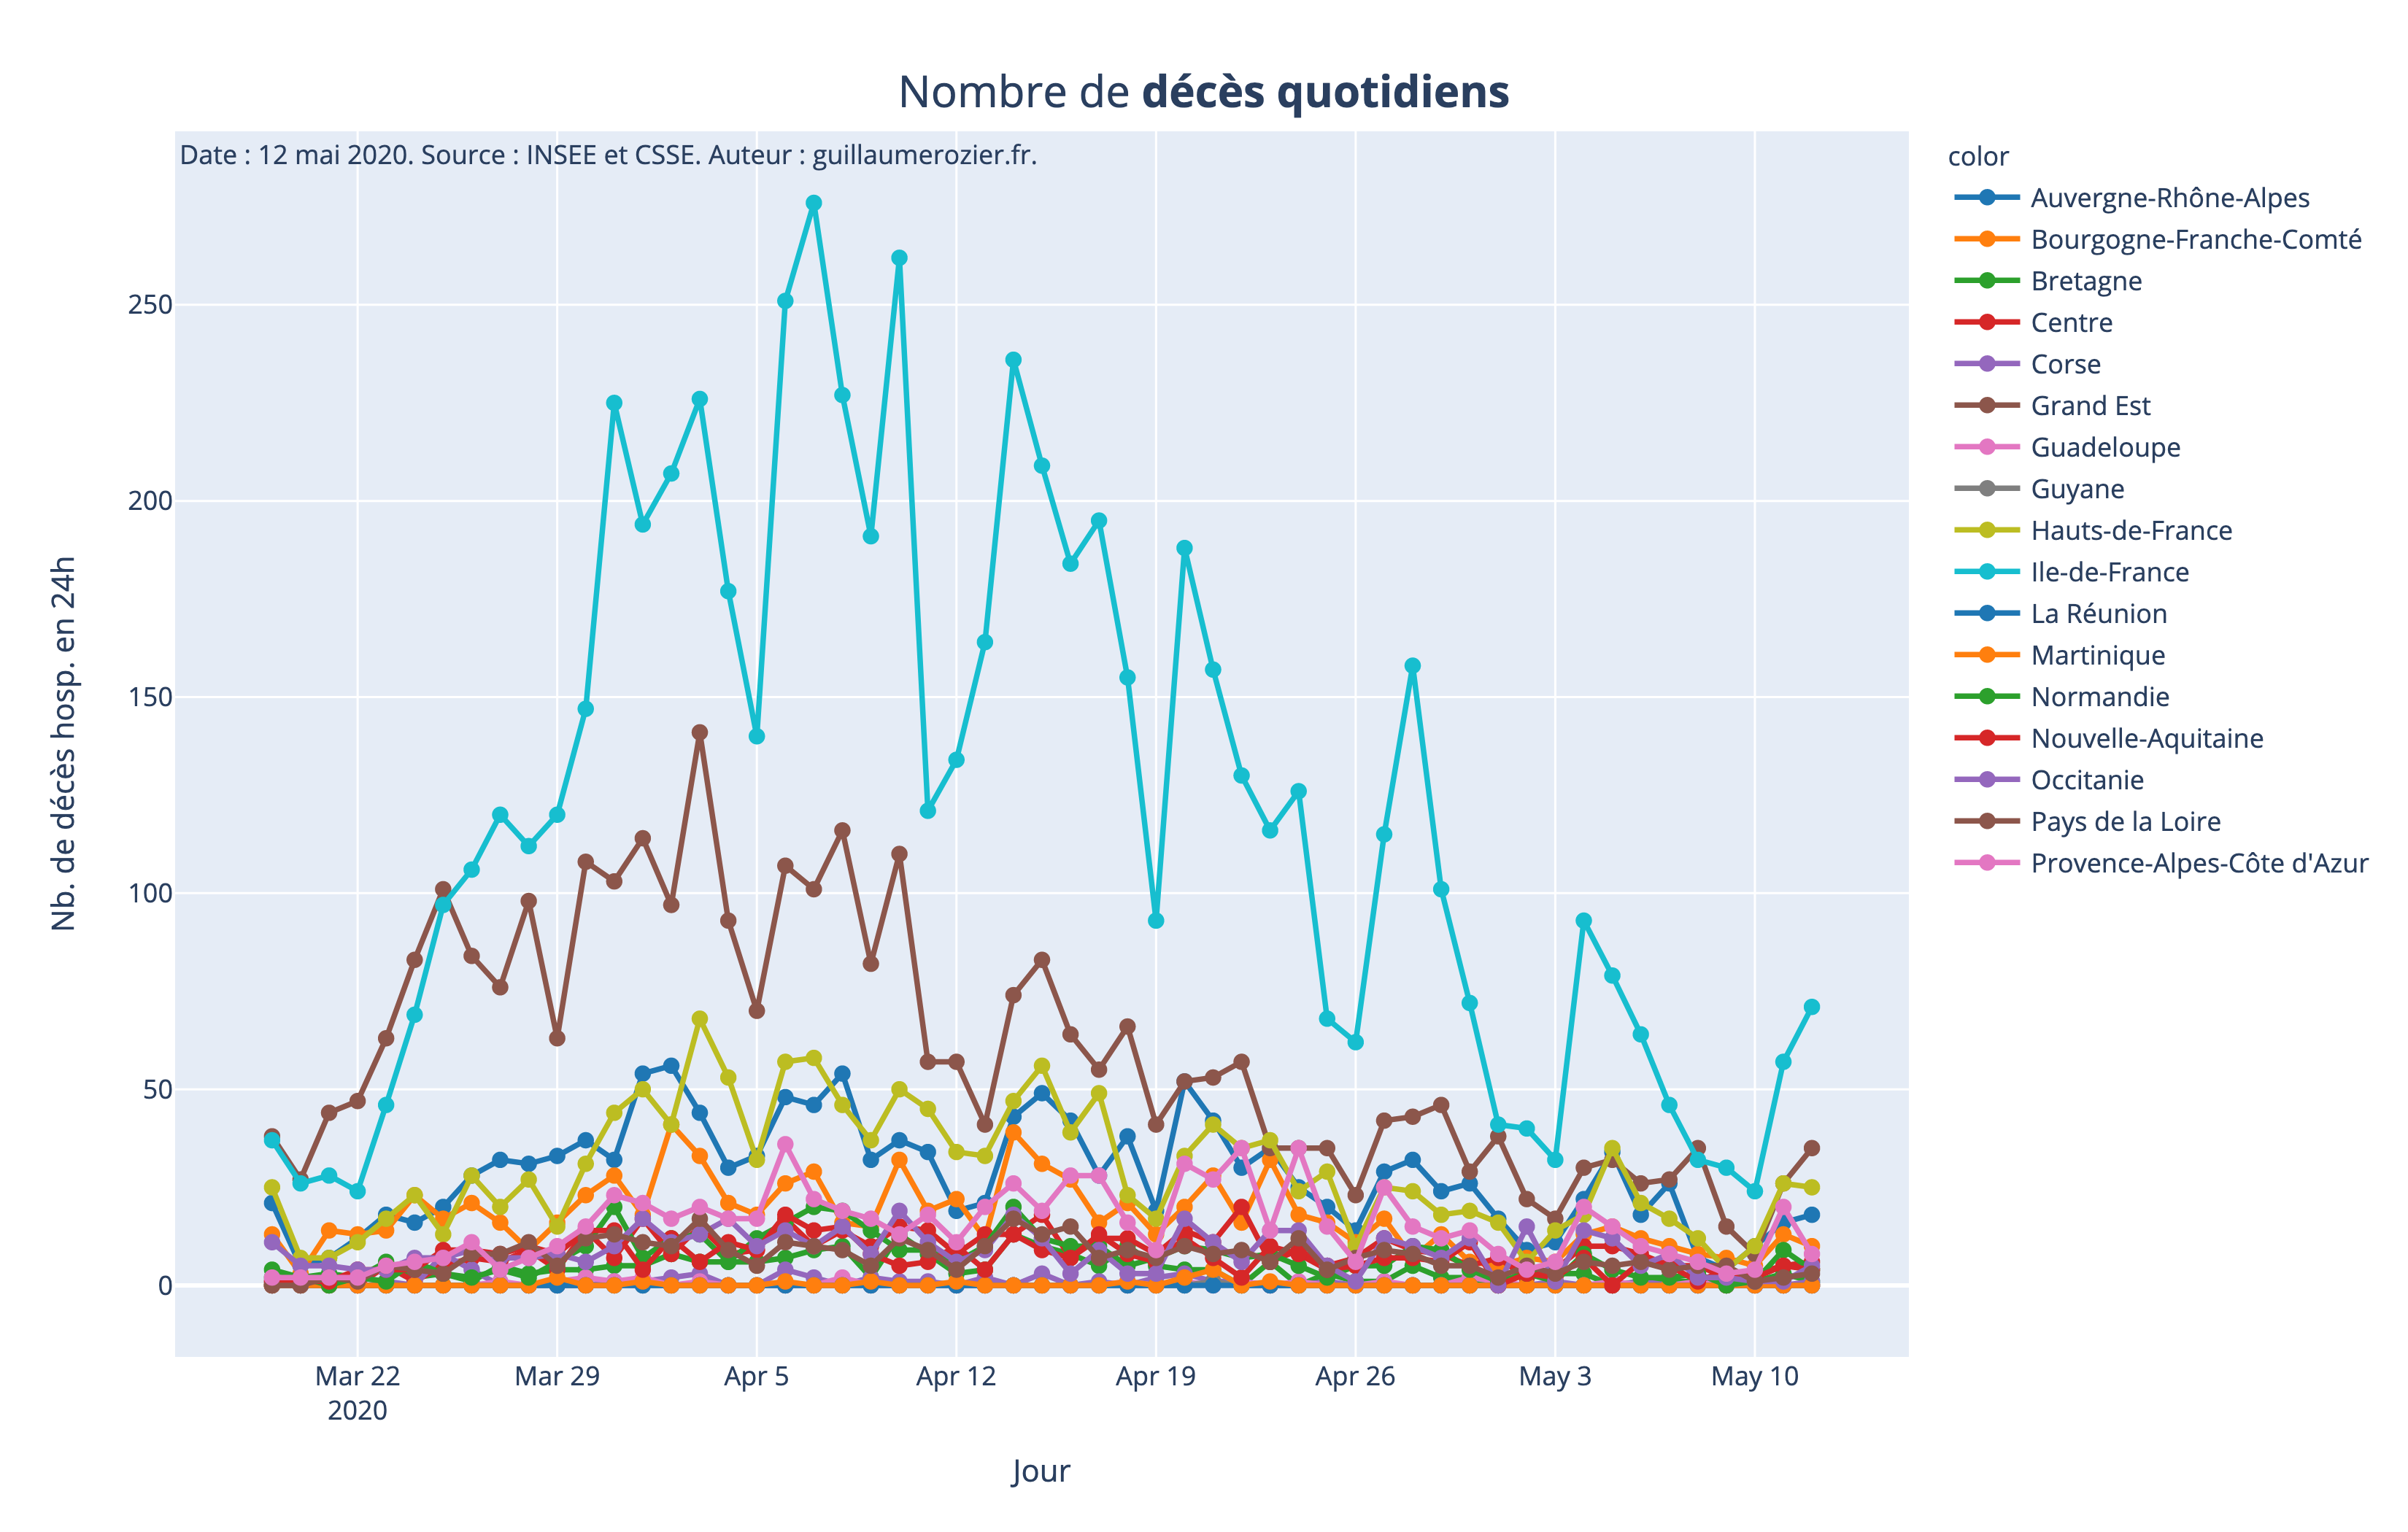 Nombre de décès quotidiens
Date : 12 mai 2020. Source : INSEE et CSSE. Auteur : guillaumerozier.fr.
Nb. de décès hosp. en 24h
250
200
150
100
50
0
Mar 22
2020
Mar 29
Apr 5
Apr 12
Apr 19
Apr 26
May 3
May 10
Jour
color
Auvergne-Rhône-Alpes
Bourgogne-Franche-Comté
Bretagne
Centre
Corse
Grand Est
Guadeloupe
Guyane
Hauts-de-France
Ile-de-France
La Réunion
Martinique
Normandie
Nouvelle-Aquitaine
Occitanie
Pays de la Loire
Provence-Alpes-Côte d'Azur